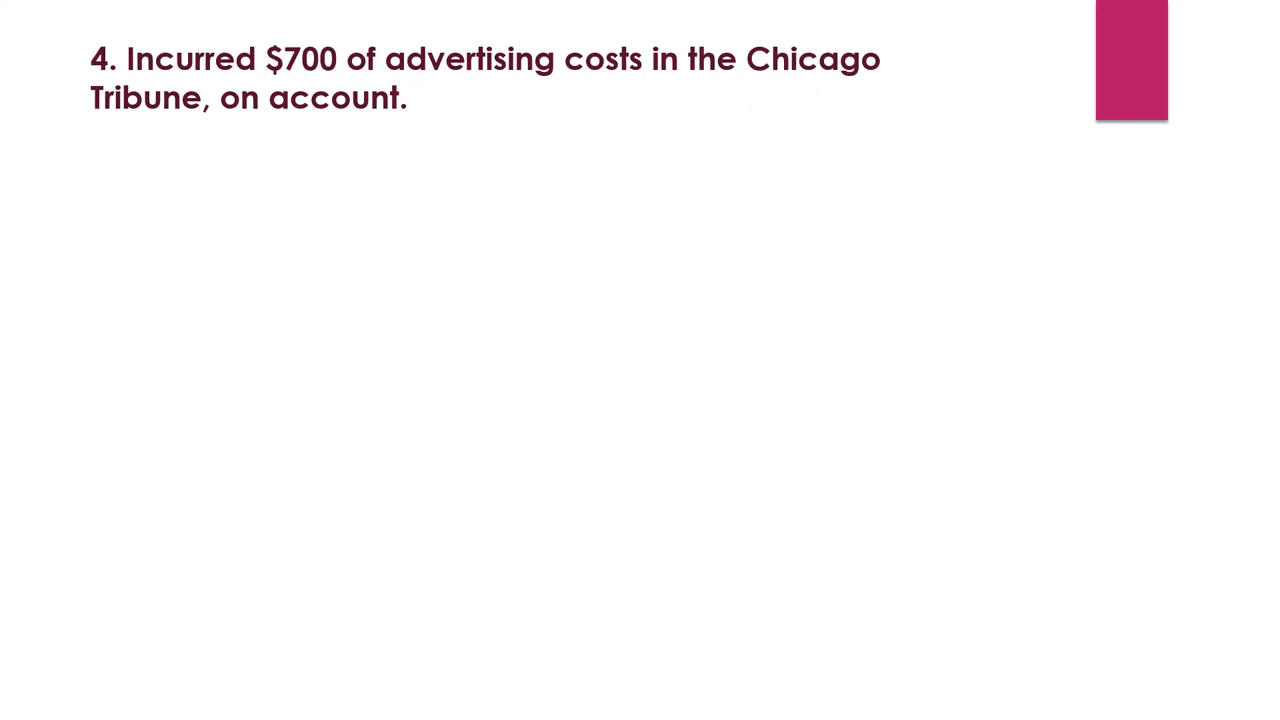 4. Incurred $700 of advertising costs in the Chicago
Tribune, on account.